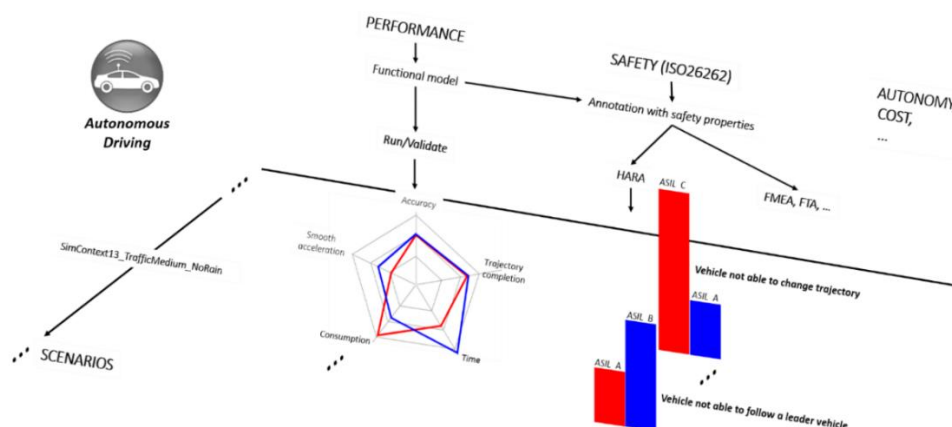 PERFORMANCE
Functional model
Run/Validate
SAFETY (ISO26262)
Annotation with safety properties
HARA
FMEA, FTA, ...
AUTONOMY
COST,
...
Autonomous
Driving
SimContext13_TrafficMedium_NoRain
SCENARIOS
Accuracy
Smooth
acceleration
Trajectory
completion
Consumption
Time
ASIL C
Vehicle not able to change trajectory
ASIL A
ASIL B
ASIL A
Vehicle not able to follow a leader vehicle